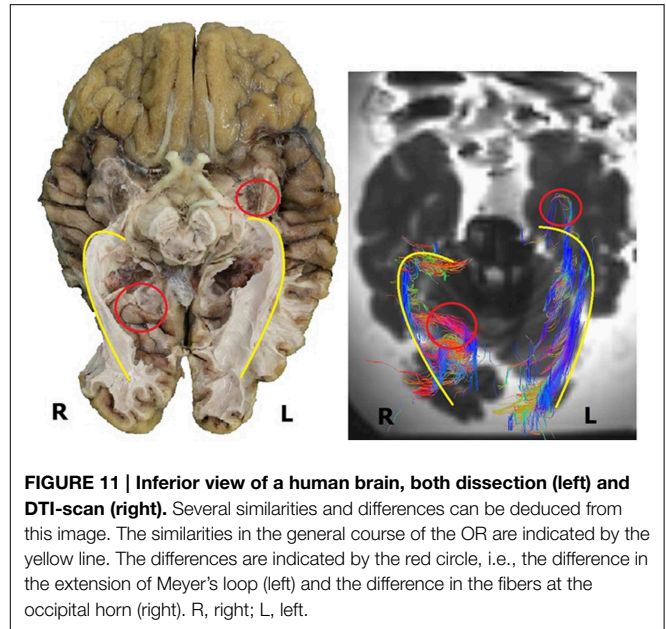 R
L
R
L
FIGURE 11 | Inferior view of a human brain, both dissection (left) and
DTI-scan (right). Several similarities and differences can be deduced from
this image. The similarities in the general course of the OR are indicated by the
yellow line. The differences are indicated by the red circle, i.e., the difference in
the extension of Meyer’s loop (left) and the difference in the fibers at the
occipital horn (right). R, right; L, left.